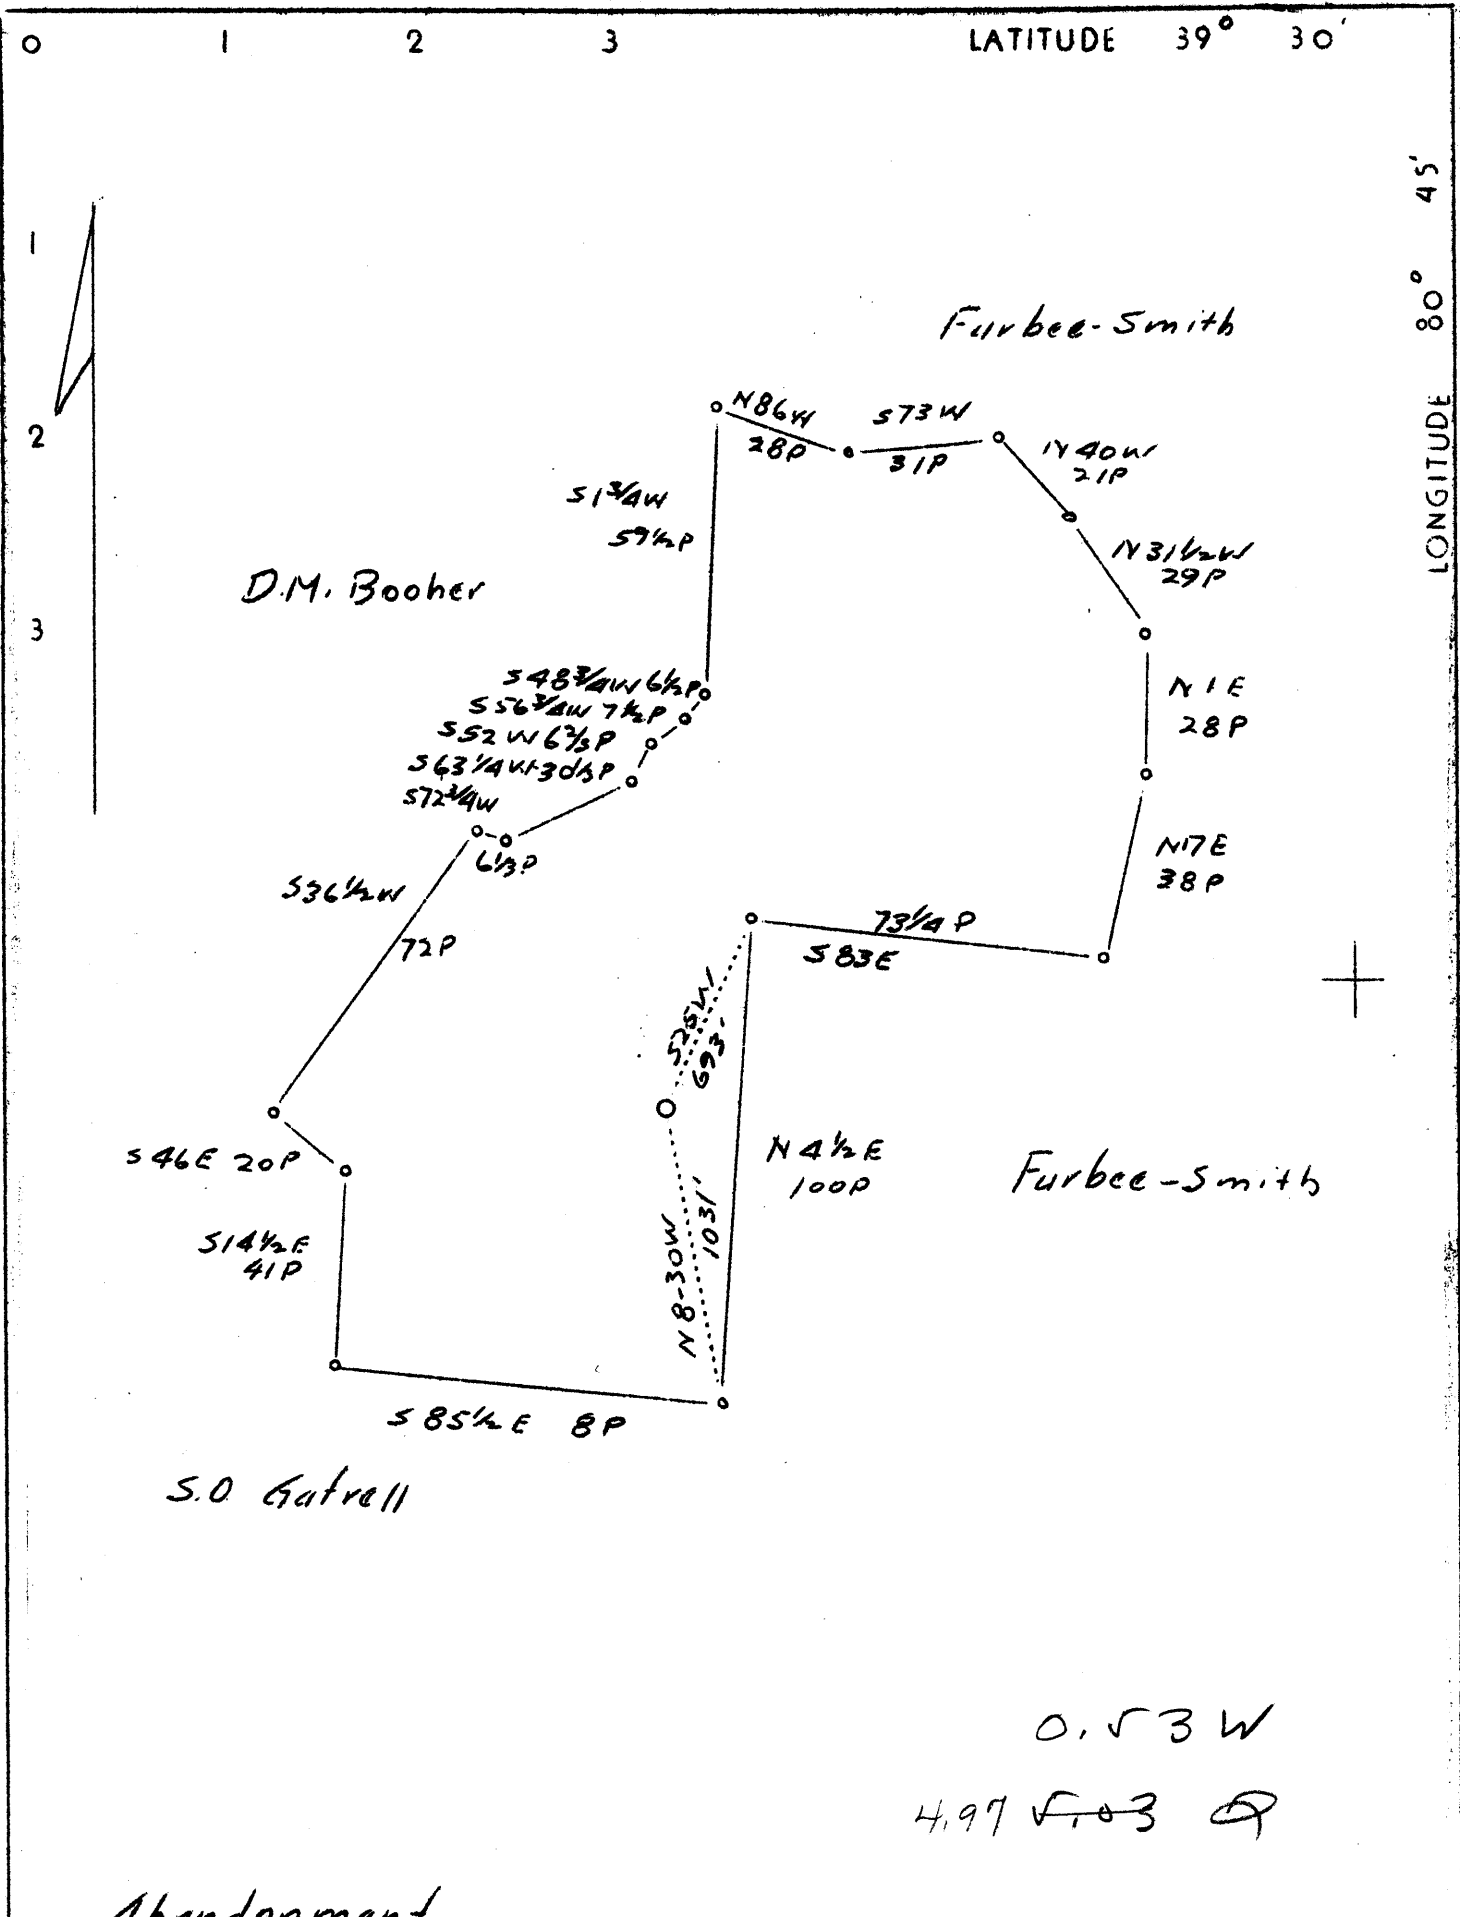 0 1 2 3 LATITUDE 39° 30'
LONGITUDE 80° 45'
1
2
3
Furbee-Smith
N86W
28P
S73W
31P
N40W
21P
N31½W
29P
S1¾W
59½P
D.M. Booher
N1E
28P
S48¾W 6½P
S56¾W 7½P
S52W 6⅔P
S63¼W
S72¾W
6⅓P
N17E
38P
S36½W
72P
73¼P
S83E
S25W
693'
N4½E
100P
Furbee-Smith
S46E 20P
S14½E
41P
N8-30W
1031'
S85½E 8P
S.O. Gatrell
0.53 W
4.97 5.03
Abandonment